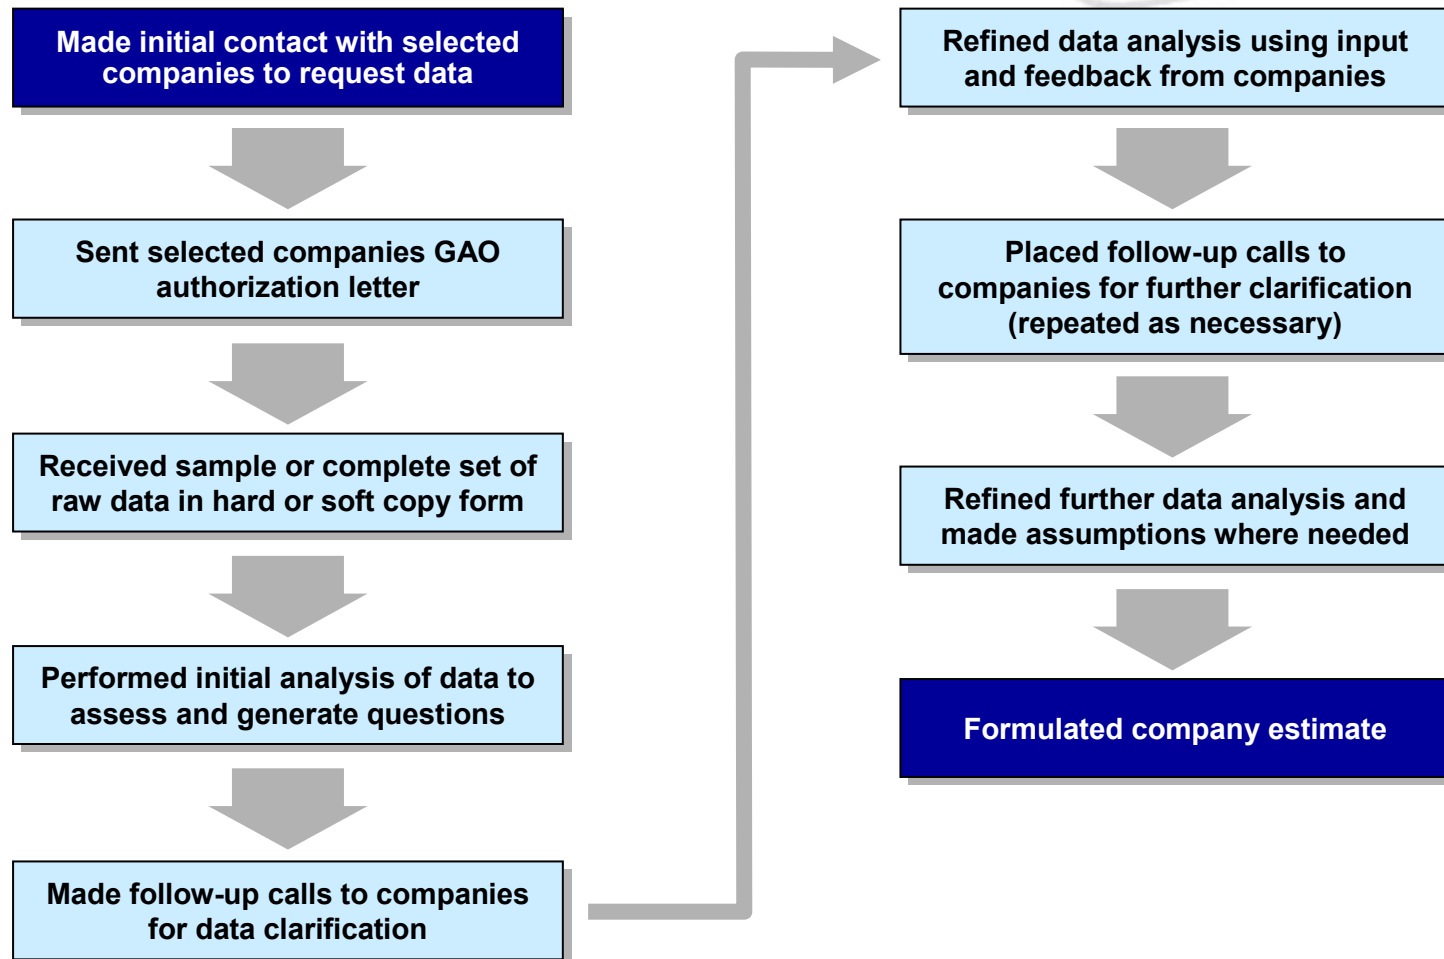 Made initial contact with selected
companies to request data
Sent selected companies GAO
authorization letter
Received sample or complete set of
raw data in hard or soft copy form
Performed initial analysis of data to
assess and generate questions
Made follow-up calls to companies
for data clarification
Refined data analysis using input
and feedback from companies
Placed follow-up calls to
companies for further clarification
(repeated as necessary)
Refined further data analysis and
made assumptions where needed
Formulated company estimate